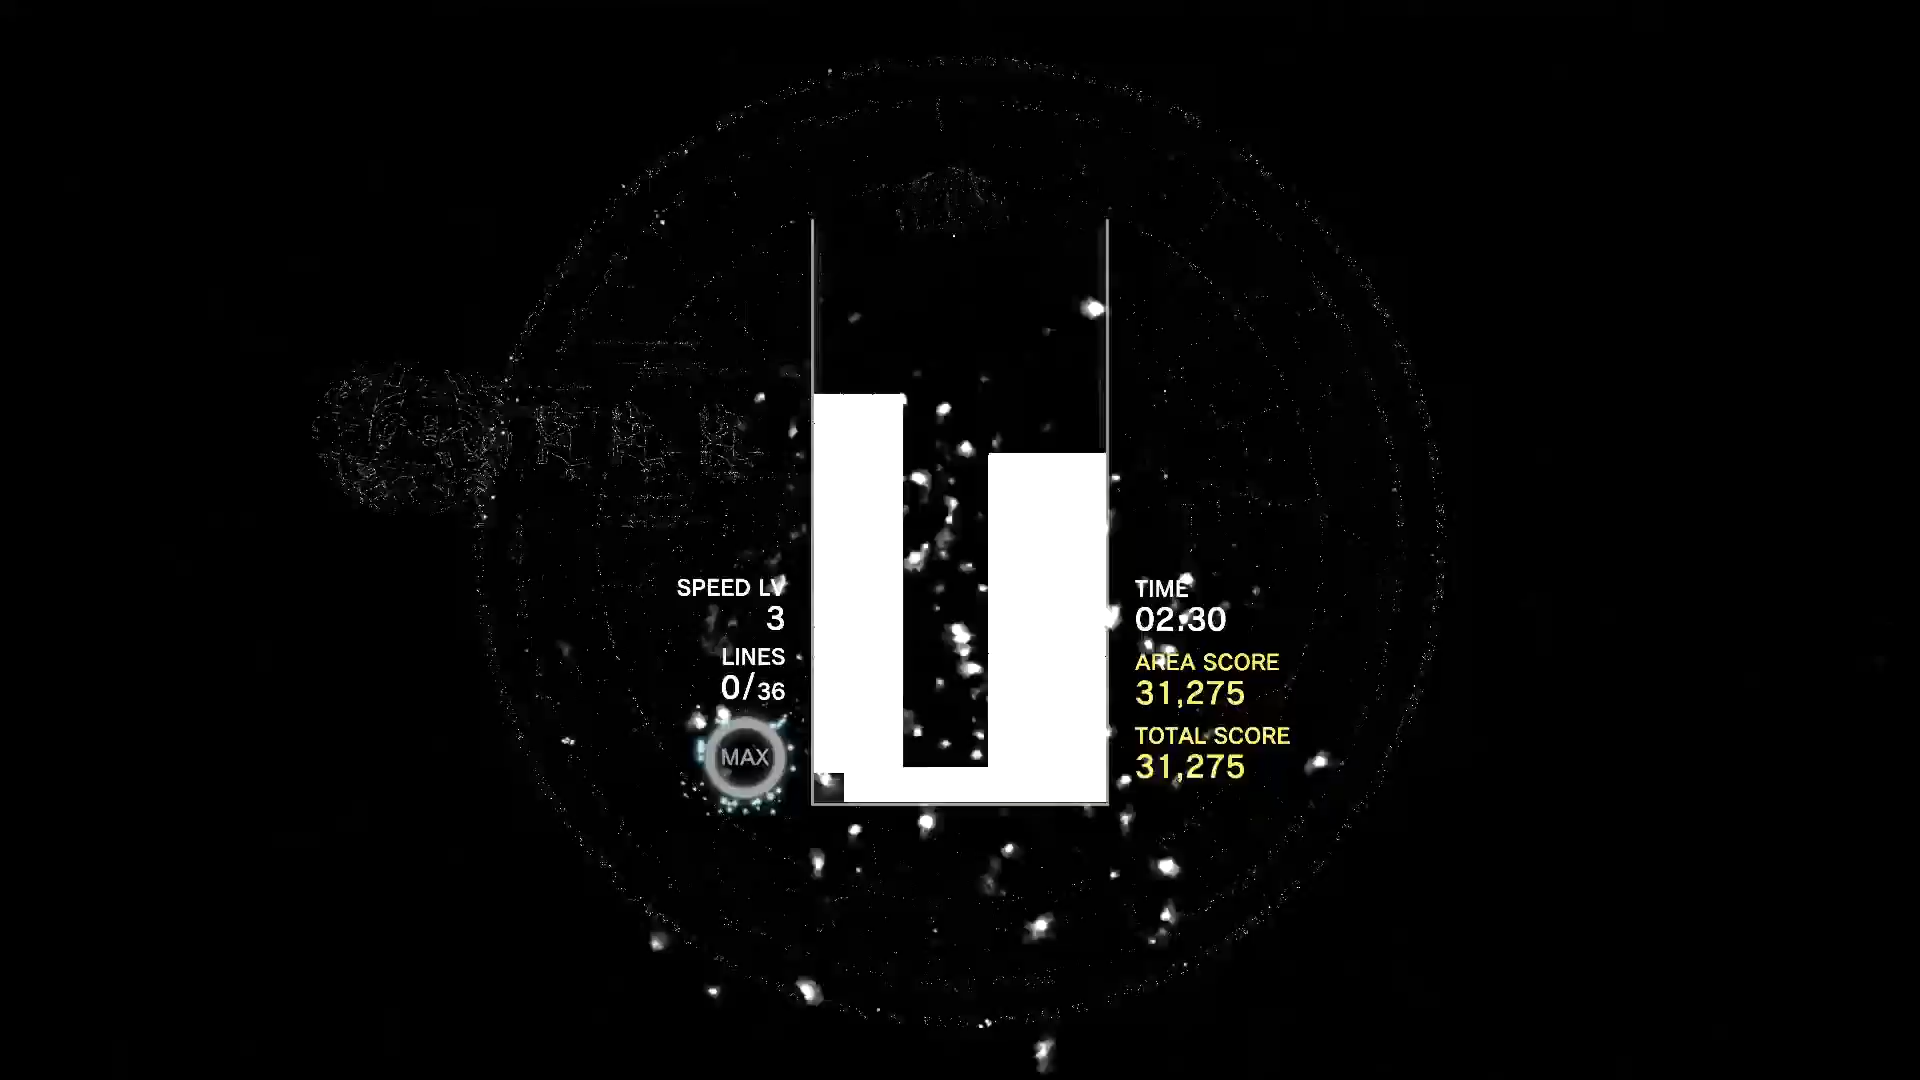 SPEED LV
3
LINES
0/36
MAX
TIME
02:30
AREA SCORE
31,275
TOTAL SCORE
31,275